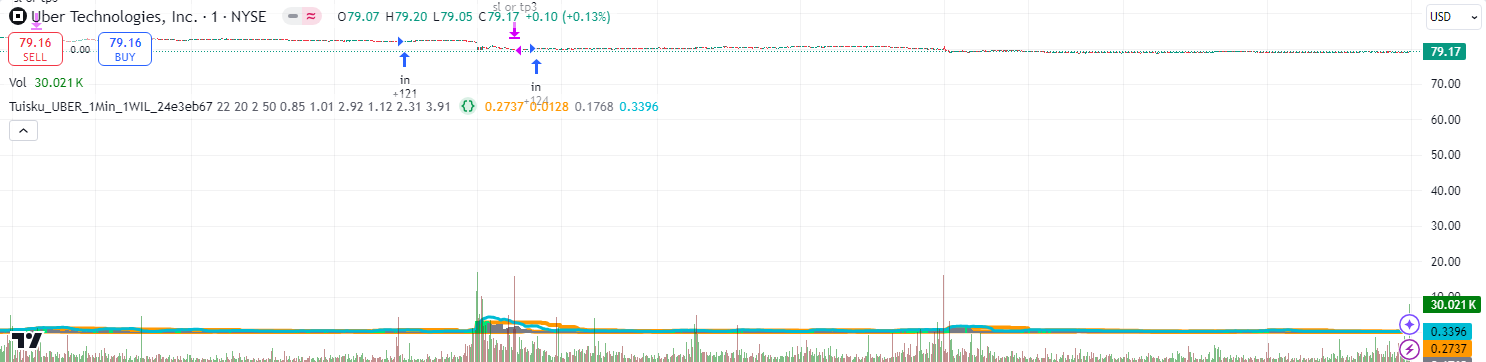 sl or tp3
Uber Technologies, Inc. · 1 · NYSE
O79.07 H79.20 L79.05 C79.17 +0.10 (+0.13%)
USD
79.16
SELL
0.00
79.16
BUY
79.17
Vol 30.021 K
in
+121
in
+124
70.00
Tuisku_UBER_1Min_1WIL_24e3eb67 22 20 2 50 0.85 1.01 2.92 1.12 2.31 3.91 {} 0.2737 0.0128 0.1768 0.3396
60.00
50.00
40.00
30.00
20.00
10.00
30.021 K
0.3396
0.2737